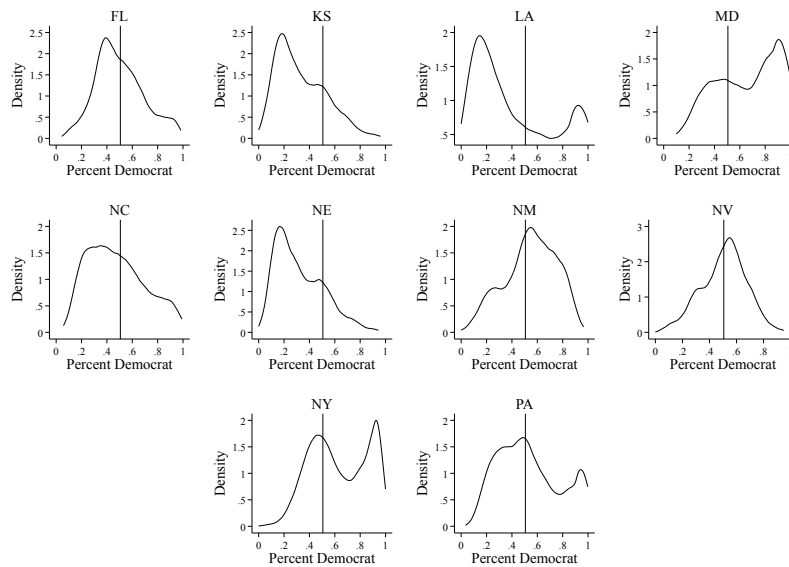 FL
KS
LA
MD
Density
0
.5
1
1.5
2
2.5
0 .2 .4 .6 .8 1
Percent Democrat
Density
0
.5
1
1.5
2
2.5
0 .2 .4 .6 .8 1
Percent Democrat
Density
.5
1
1.5
2
0 .2 .4 .6 .8 1
Percent Democrat
Density
0
.5
1
1.5
2
0 .2 .4 .6 .8 1
Percent Democrat
NC
NE
NM
NV
Density
0
.5
1
1.5
2
0 .2 .4 .6 .8 1
Percent Democrat
Density
0
.5
1
1.5
2
2.5
0 .2 .4 .6 .8 1
Percent Democrat
Density
0
.5
1
1.5
2
0 .2 .4 .6 .8 1
Percent Democrat
Density
0
1
2
3
0 .2 .4 .6 .8
Percent Democrat
NY
PA
Density
0
.5
1
1.5
2
0 .2 .4 .6 .8 1
Percent Democrat
Density
0
.5
1
1.5
2
0 .2 .4 .6 .8 1
Percent Democrat